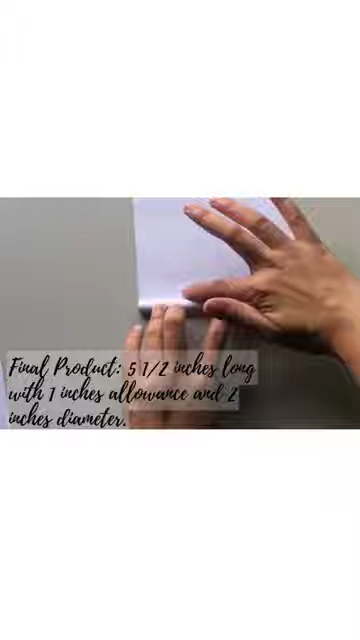 Final Product: 5 1/2 inches long
with 1 inches allowance and 2
inches diameter.